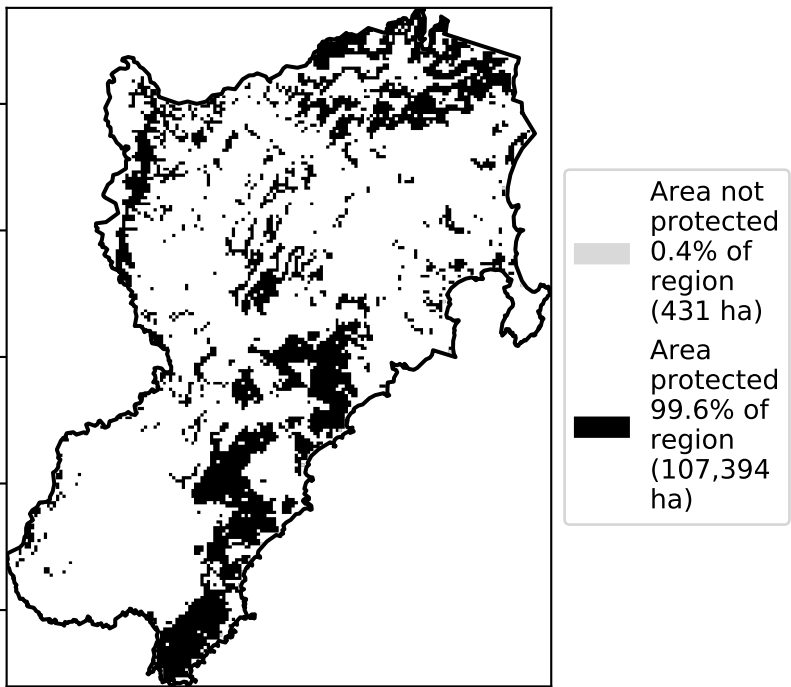 Area not
protected
0.4% of
region
(431 ha)
Area
protected
99.6% of
region
(107,394
ha)